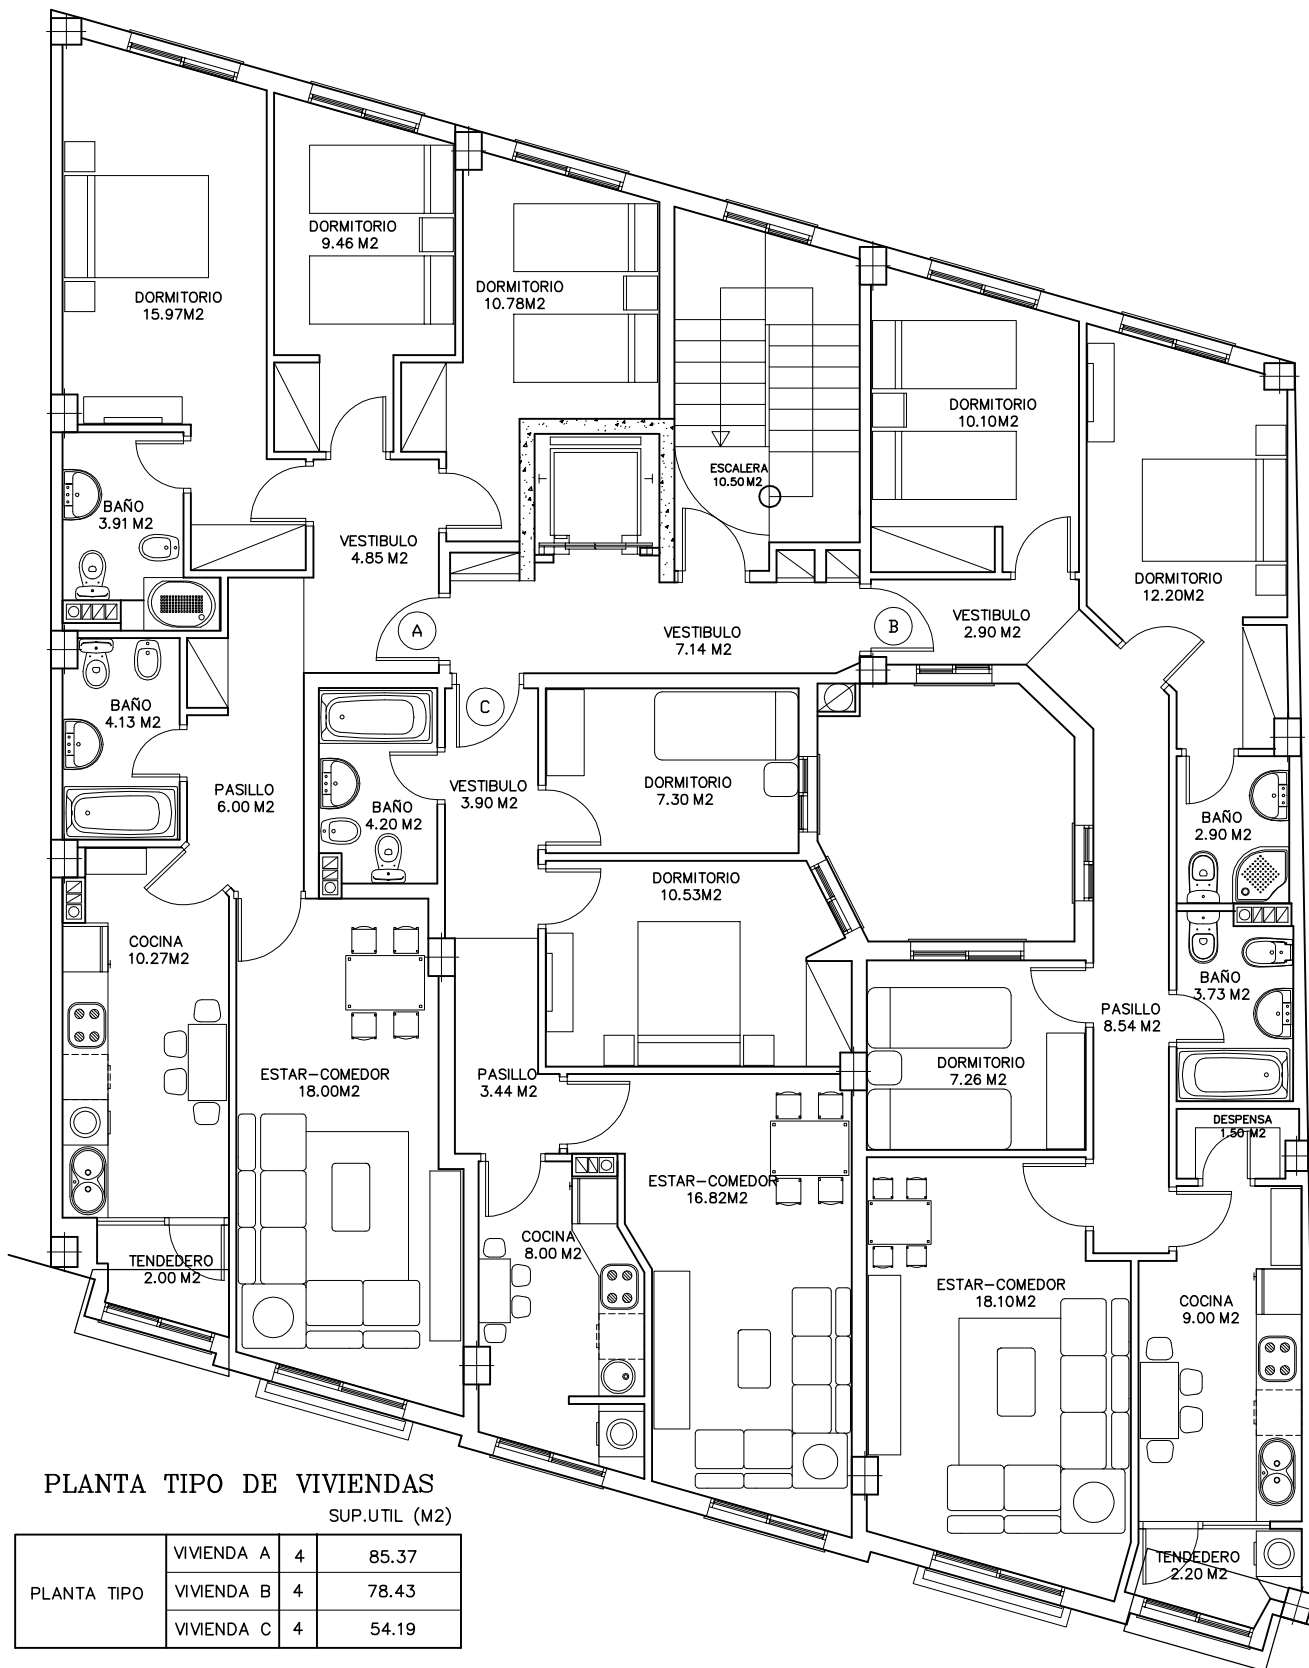 DORMITORIO
9.46 M2
DORMITORIO
10.78M2
DORMITORIO
15.97M2
DORMITORIO
10.10M2
ESCALERA
10.50 M2
BAÑO
3.91 M2
VESTIBULO
4.85 M2
DORMITORIO
12.20M2
A
VESTIBULO
7.14 M2
B
VESTIBULO
2.90 M2
BAÑO
4.13 M2
C
PASILLO
6.00 M2
BAÑO
4.20 M2
VESTIBULO
3.90 M2
DORMITORIO
7.30 M2
BAÑO
2.90 M2
DORMITORIO
10.53M2
COCINA
10.27M2
BAÑO
3.73 M2
PASILLO
8.54 M2
ESTAR-COMEDOR
18.00M2
PASILLO
3.44 M2
DORMITORIO
7.26 M2
DESPENSA
1.50 M2
ESTAR-COMEDOR
16.82M2
COCINA
8.00 M2
TENDEDERO
2.00 M2
ESTAR-COMEDOR
18.10M2
COCINA
9.00 M2
TENDEDERO
2.20 M2
PLANTA TIPO DE VIVIENDAS
SUP.UTIL (M2)
PLANTA TIPO
VIVIENDA A 4 85.37
VIVIENDA B 4 78.43
VIVIENDA C 4 54.19